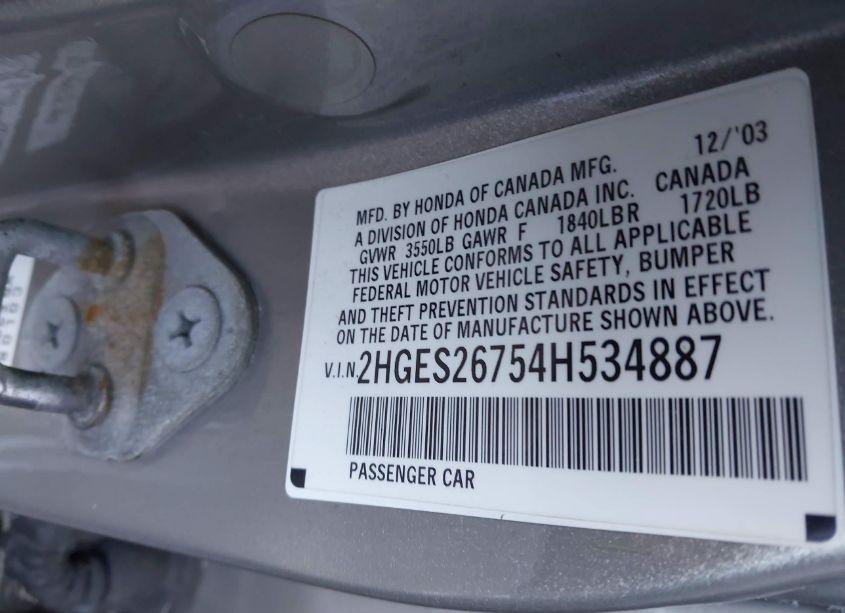 12/'03
MFD. BY HONDA OF CANADA MFG.
A DIVISION OF HONDA CANADA INC. CANADA
GVWR 3550LB GAWR F 1840LBR 1720LB
THIS VEHICLE CONFORMS TO ALL APPLICABLE
FEDERAL MOTOR VEHICLE SAFETY, BUMPER
AND THEFT PREVENTION STANDARDS IN EFFECT
ON THE DATE OF MANUFACTURE SHOWN ABOVE.
V.I.N. 2HGES26754H534887
PASSENGER CAR